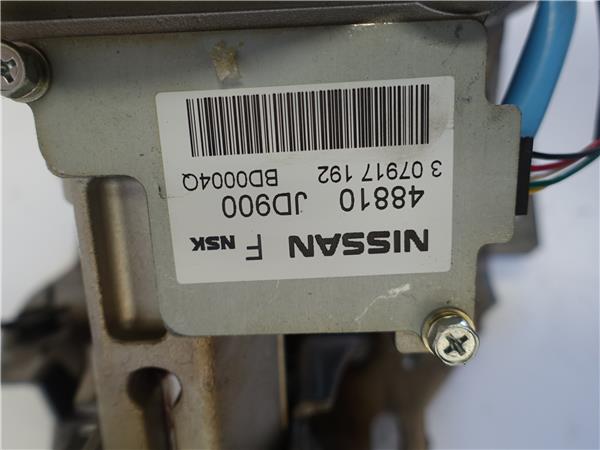 NISSAN F NSK
48810 JD900
3 07917 192 BD0004Q